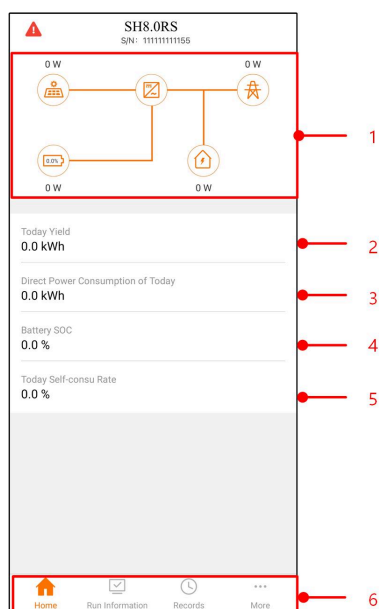 SH8.0RS
S/N: 111111111155
0 W
0 W
0.0%
0 W
0 W
1
Today Yield
0.0 kWh
2
Direct Power Consumption of Today
0.0 kWh
3
Battery SOC
0.0 %
4
Today Self-consu Rate
0.0 %
5
Home
Run Information
Records
More
6